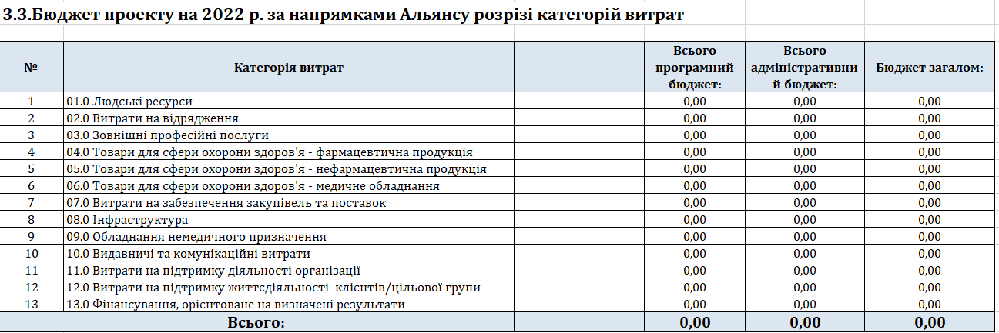 3.3.Бюджет проекту на 2022 р. за напрямками Альянсу розрізі категорій витрат
№ Категорія витрат Всього програмний бюджет: Всього адміністративни й бюджет: Бюджет загалом:
1 01.0 Людські ресурси 0,00 0,00 0,00
2 02.0 Витрати на відрядження 0,00 0,00 0,00
3 03.0 Зовнішні професійні послуги 0,00 0,00 0,00
4 04.0 Товари для сфери охорони здоров'я - фармацевтична продукція 0,00 0,00 0,00
5 05.0 Товари для сфери охорони здоров'я - нефармацевтична продукція 0,00 0,00 0,00
6 06.0 Товари для сфери охорони здоров'я - медичне обладнання 0,00 0,00 0,00
7 07.0 Витрати на забезпечення закупівель та поставок 0,00 0,00 0,00
8 08.0 Інфраструктура 0,00 0,00 0,00
9 09.0 Обладнання немедичного призначення 0,00 0,00 0,00
10 10.0 Видавничі та комунікаційні витрати 0,00 0,00 0,00
11 11.0 Витрати на підтримку діяльності організації 0,00 0,00 0,00
12 12.0 Витрати на підтримку життєдіяльності  клієнтів/цільової групи 0,00 0,00 0,00
13 13.0 Фінансування, орієнтоване на визначені результати 0,00 0,00 0,00
Всього: 0,00 0,00 0,00